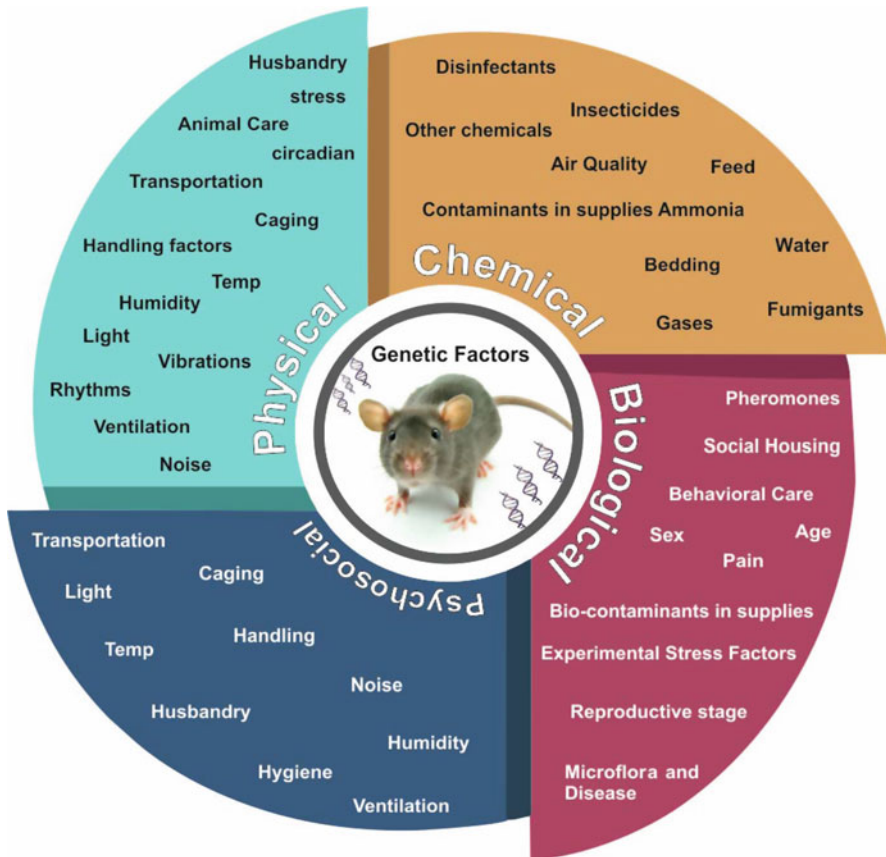 Husbandry
stress
Animal Care
circadian
Transportation
Caging
Handling factors
Temp
Humidity
Light
Vibrations
Rhythms
Ventilation
Noise
Physical
Disinfectants
Insecticides
Other chemicals
Air Quality
Feed
Contaminants in supplies Ammonia
Water
Bedding
Fumigants
Gases
Chemical
Genetic Factors
Pheromones
Social Housing
Behavioral Care
Sex
Age
Pain
Bio-contaminants in supplies
Experimental Stress Factors
Reproductive stage
Microflora and
Disease
Biological
Psychosocial
Transportation
Caging
Light
Handling
Temp
Noise
Husbandry
Humidity
Hygiene
Ventilation